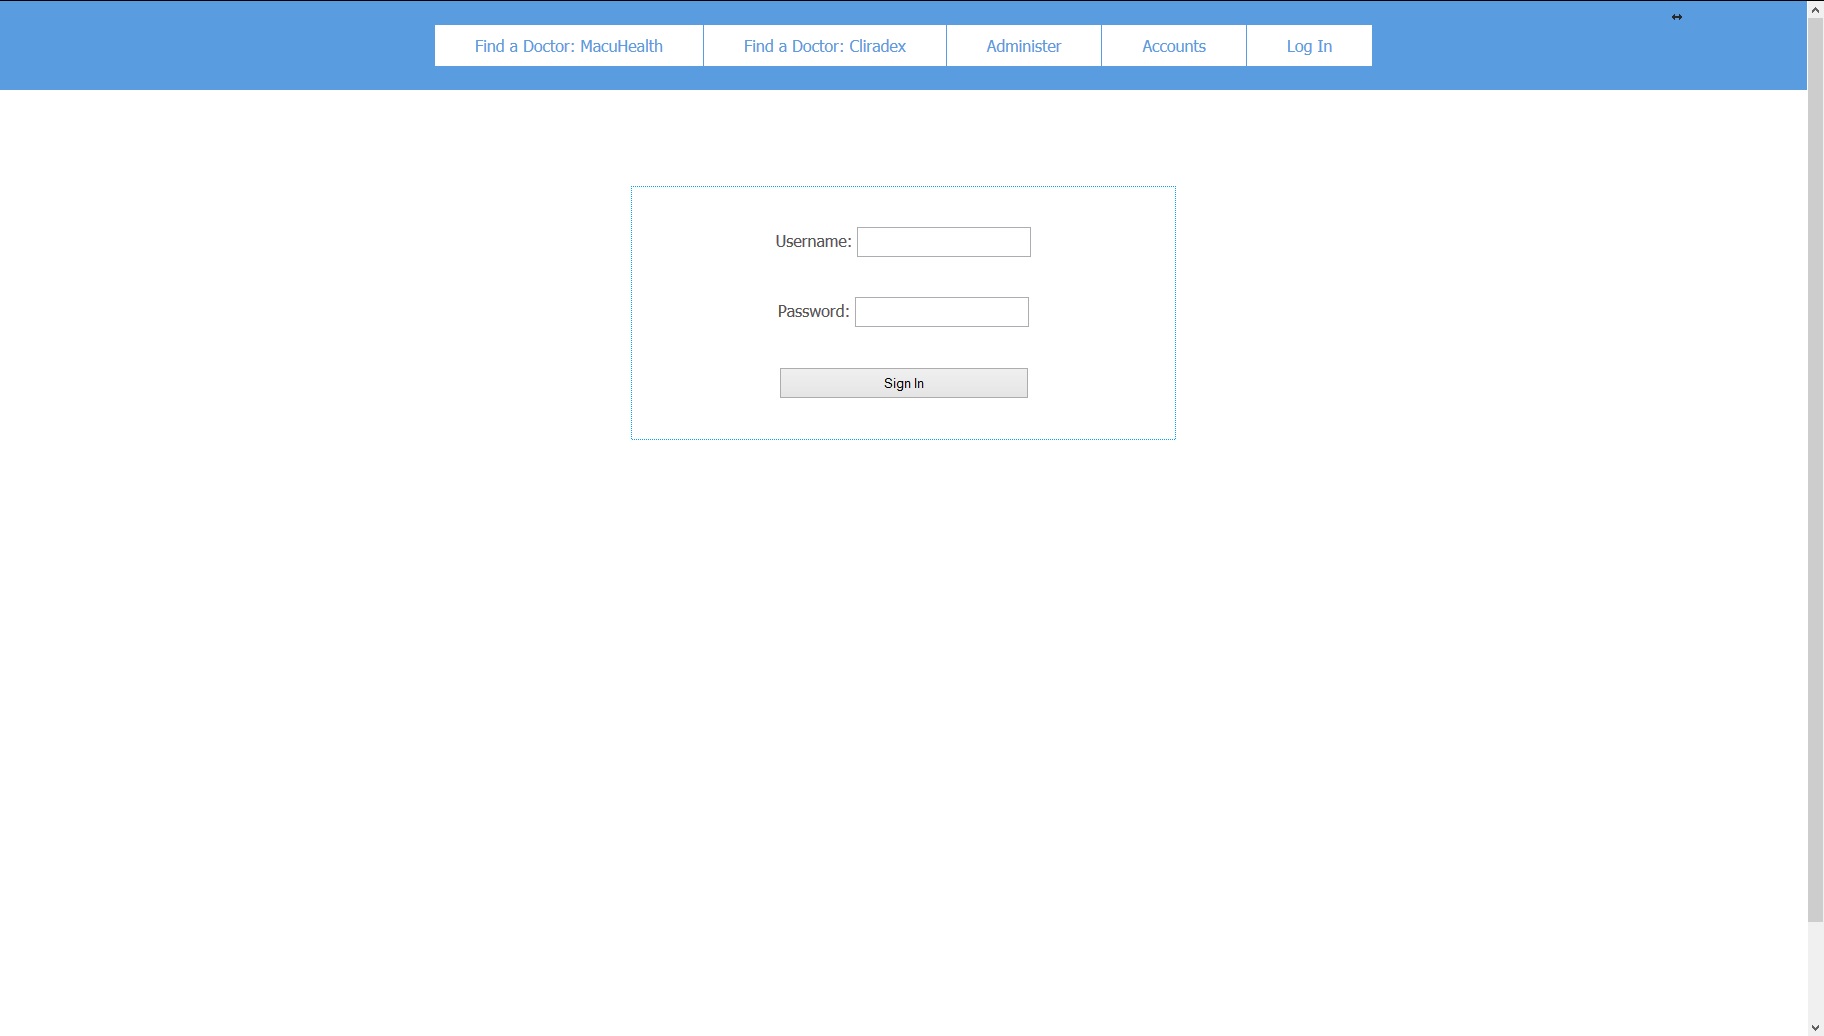 Find a Doctor: MacuHealth Find a Doctor: Cliradex Administer Accounts Log In
Username:
Password:
Sign In